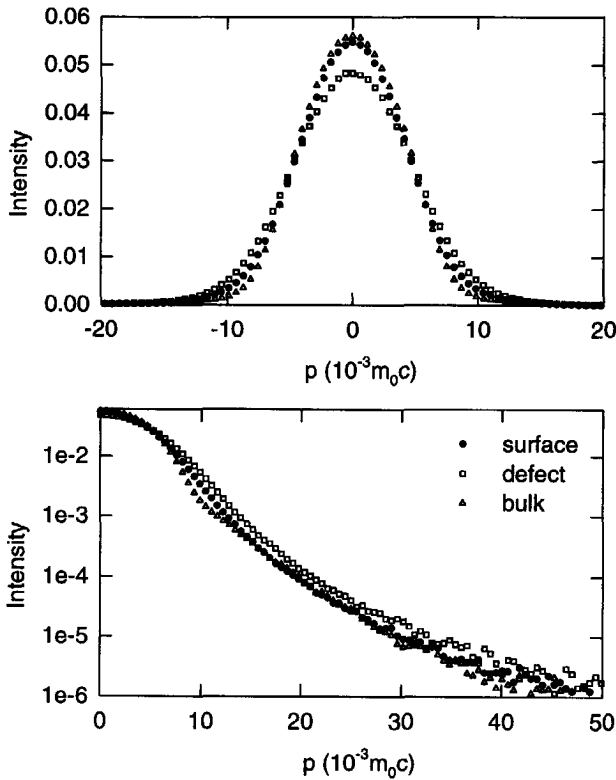 0.06
0.05
0.04
0.03
0.02
0.01
0.00
Intensity
-20 -10 0 10 20
p (10⁻³m₀c)
1e-2
1e-3
1e-4
1e-5
1e-6
Intensity
surface
defect
bulk
0 10 20 30 40 50
p (10⁻³m₀c)